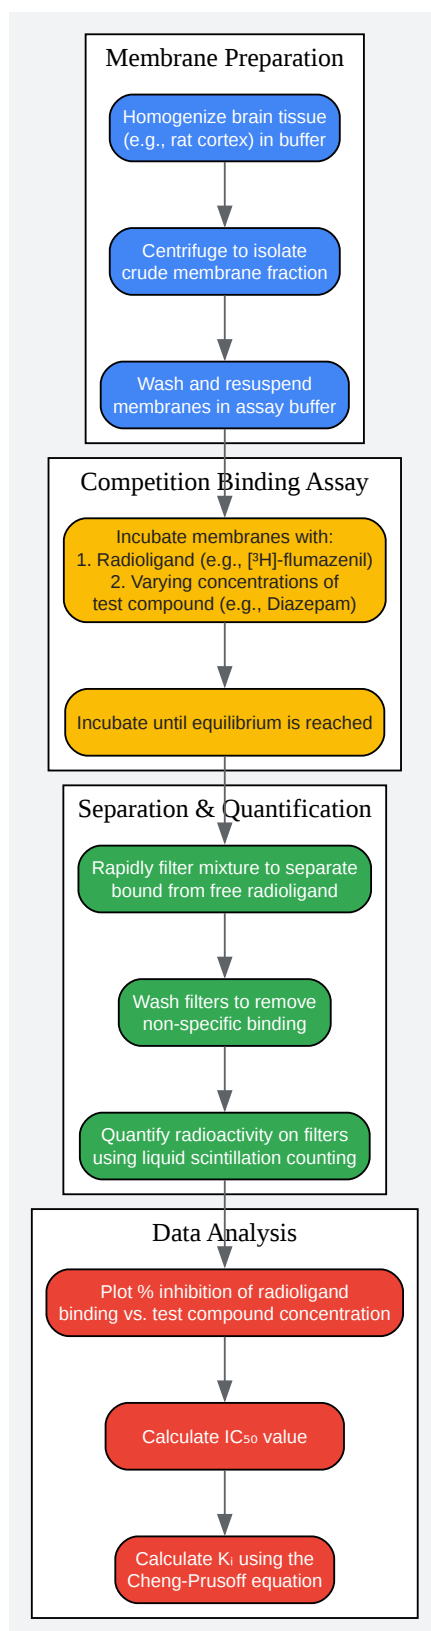 Membrane Preparation
Homogenize brain tissue
(e.g., rat cortex) in buffer
Centrifuge to isolate
crude membrane fraction
Wash and resuspend
membranes in assay buffer
Competition Binding Assay
Incubate membranes with:
1. Radioligand (e.g., [³H]-flumazenil)
2. Varying concentrations of
test compound (e.g., Diazepam)
Incubate until equilibrium is reached
Separation & Quantification
Rapidly filter mixture to separate
bound from free radioligand
Wash filters to remove
non-specific binding
Quantify radioactivity on filters
using liquid scintillation counting
Data Analysis
Plot % inhibition of radioligand
binding vs. test compound concentration
Calculate IC₅₀ value
Calculate Kᵢ using the
Cheng-Prusoff equation